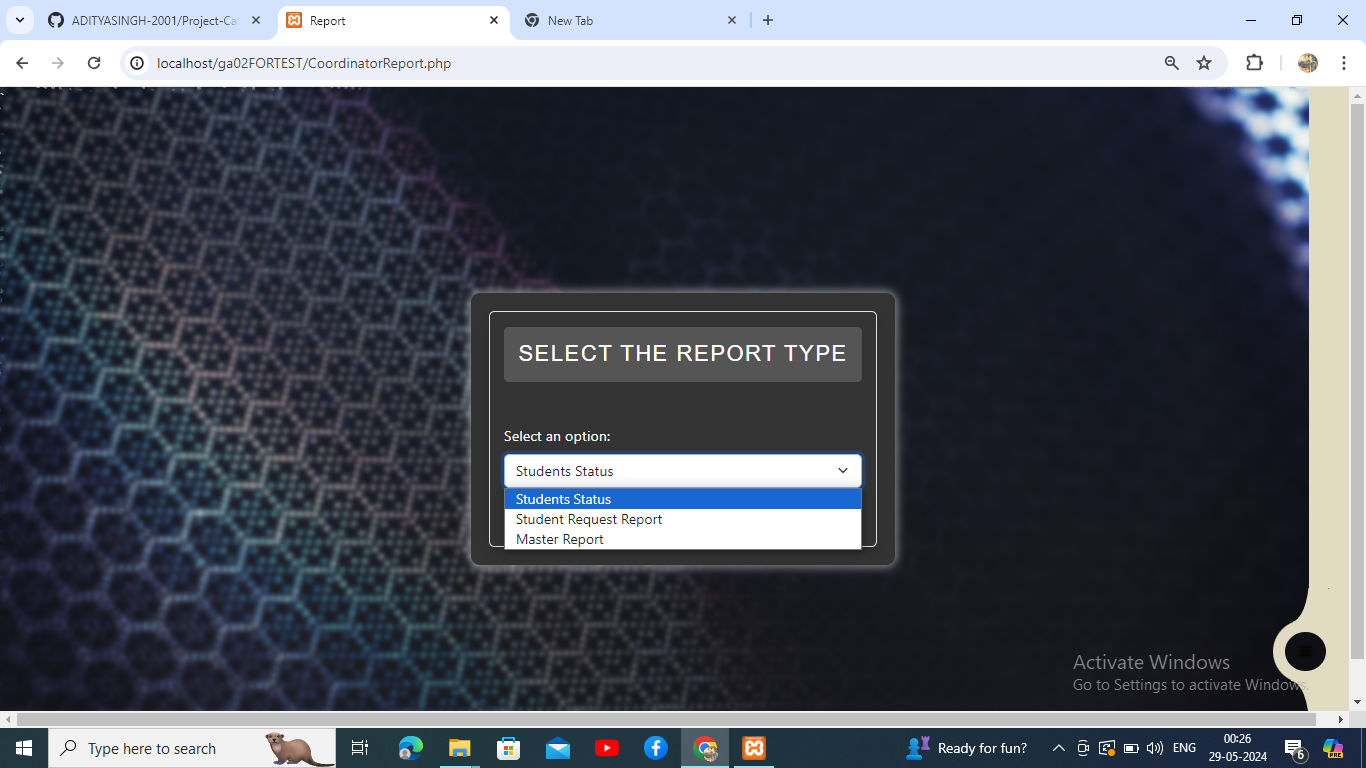 ADITYASINGH-2001/Project-Ca
Report
New Tab
localhost/ga02FORTEST/CoordinatorReport.php
SELECT THE REPORT TYPE
Select an option:
Students Status
Students Status
Student Request Report
Master Report
Activate Windows
Go to Settings to activate Windows.
Type here to search
Ready for fun?
ENG
00:26
29-05-2024
6
PRE